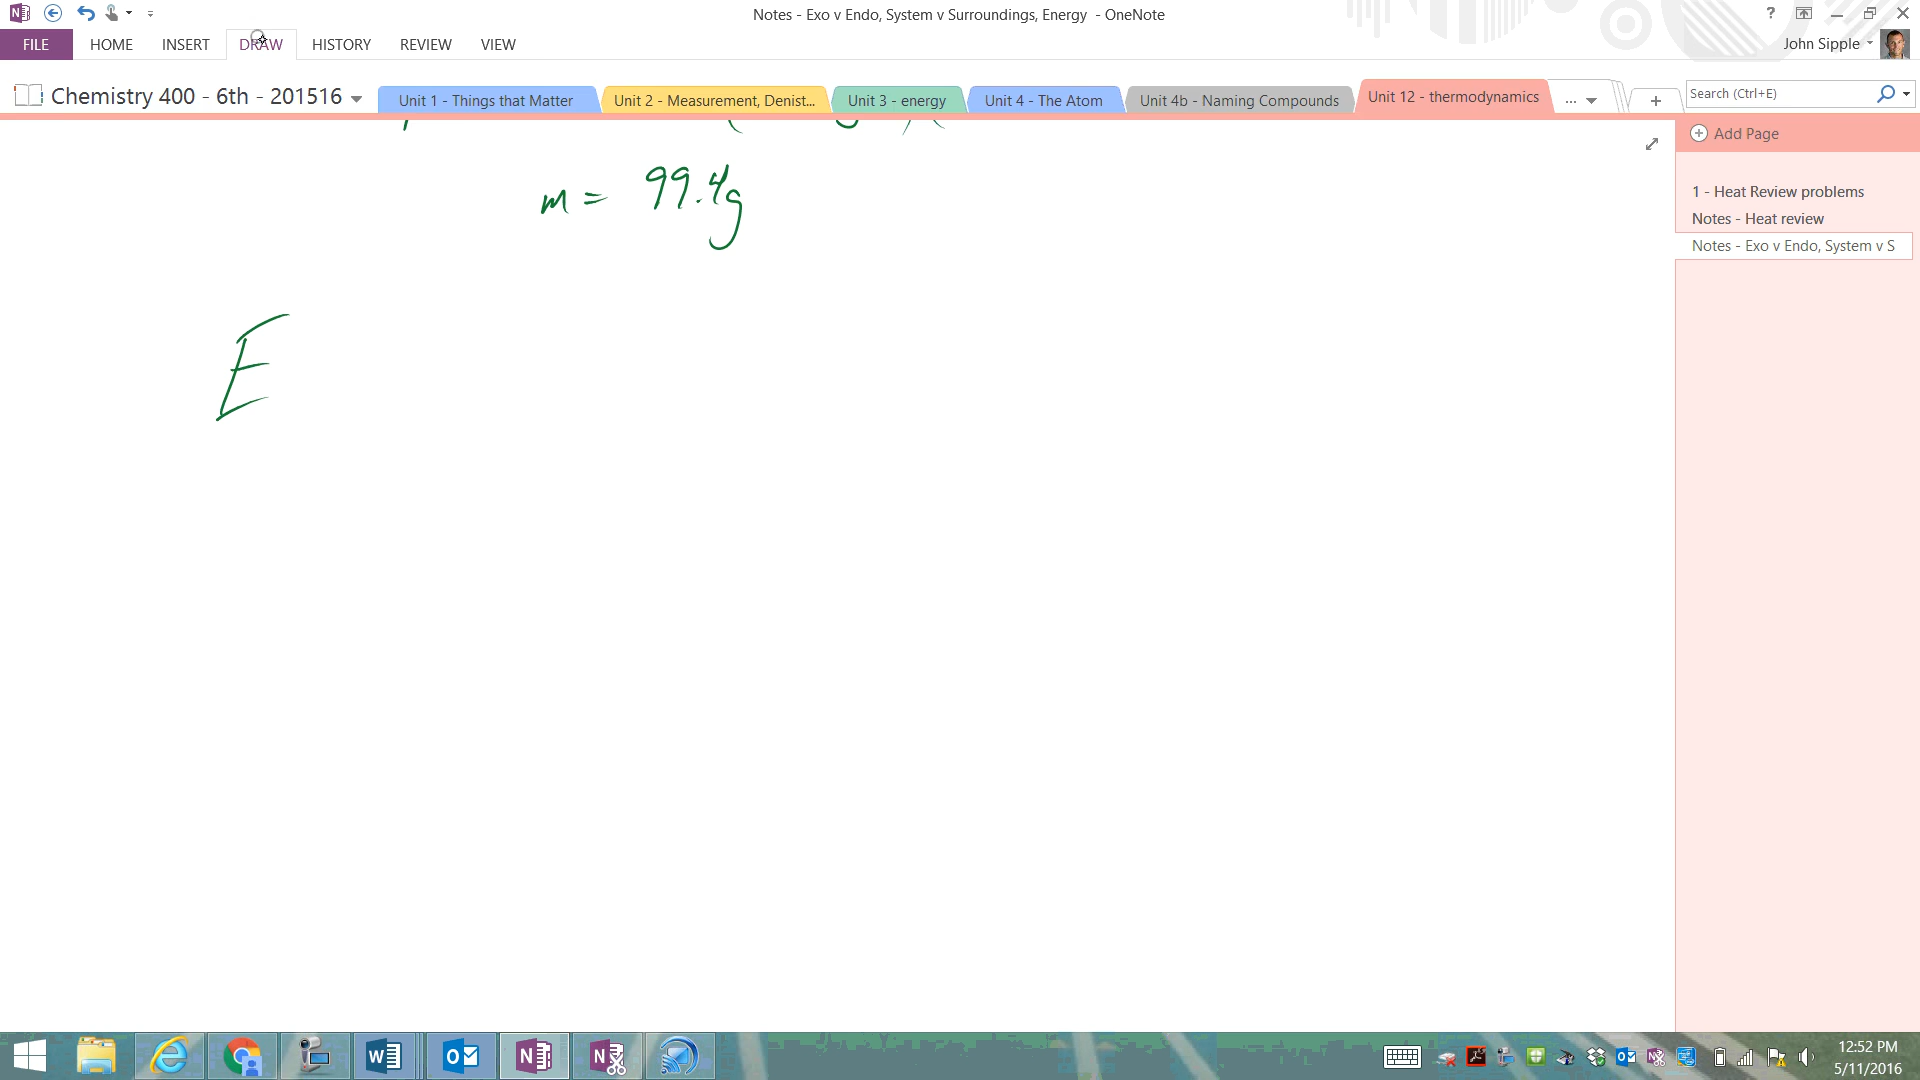 Notes - Exo v Endo, System v Surroundings, Energy - OneNote
?
FILE HOME INSERT DRAW HISTORY REVIEW VIEW
John Sipple
Chemistry 400 - 6th - 201516
Unit 1 - Things that Matter
Unit 2 - Measurement, Denist...
Unit 3 - energy
Unit 4 - The Atom
Unit 4b - Naming Compounds
Unit 12 - thermodynamics
...
+
Search (Ctrl+E)
Add Page
1 - Heat Review problems
Notes - Heat review
Notes - Exo v Endo, System v S
m = 99.4g
E
12:52 PM
5/11/2016